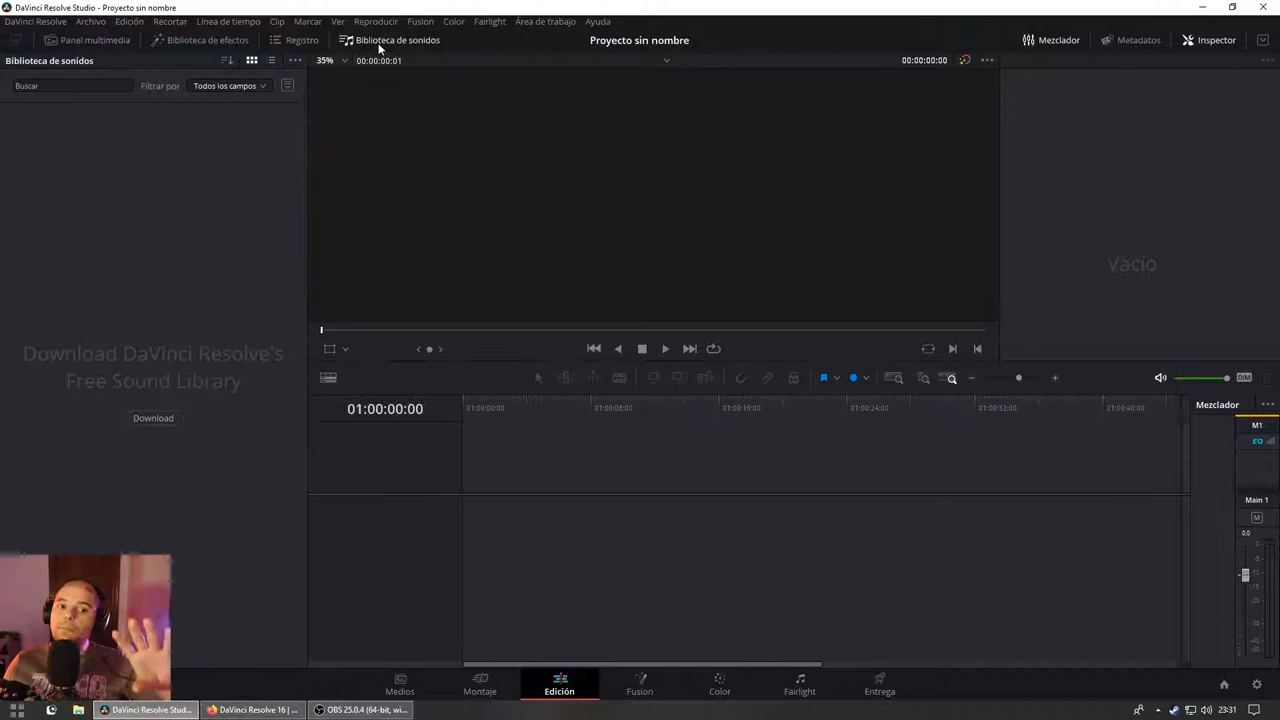 DaVinci Resolve Studio - Proyecto sin nombre
DaVinci Resolve Archivo Edición Recortar Línea de tiempo Clip Marcar Ver Reproducir Fusion Color Fairlight Área de trabajo Ayuda
Panel multimedia Biblioteca de efectos Registro Biblioteca de sonidos Proyecto sin nombre Mezclador Metadatos Inspector
Biblioteca de sonidos 35% 00:00:00:01 00:00:00:00
Buscar Filtrar por Todos los campos
Vacío
Download DaVinci Resolve's
Free Sound Library
Download
DIM
01:00:00:00 01:00:00:00 01:00:08:00 01:00:16:00 01:00:24:00 01:00:32:00 01:00:40:00 Mezclador
M1
EQ
Main 1
M
0.0
Medios Montaje Edición Fusion Color Fairlight Entrega
DaVinci Resolve Stud... DaVinci Resolve 16 | ... OBS 25.0.4 (64-bit, wi... 23:31